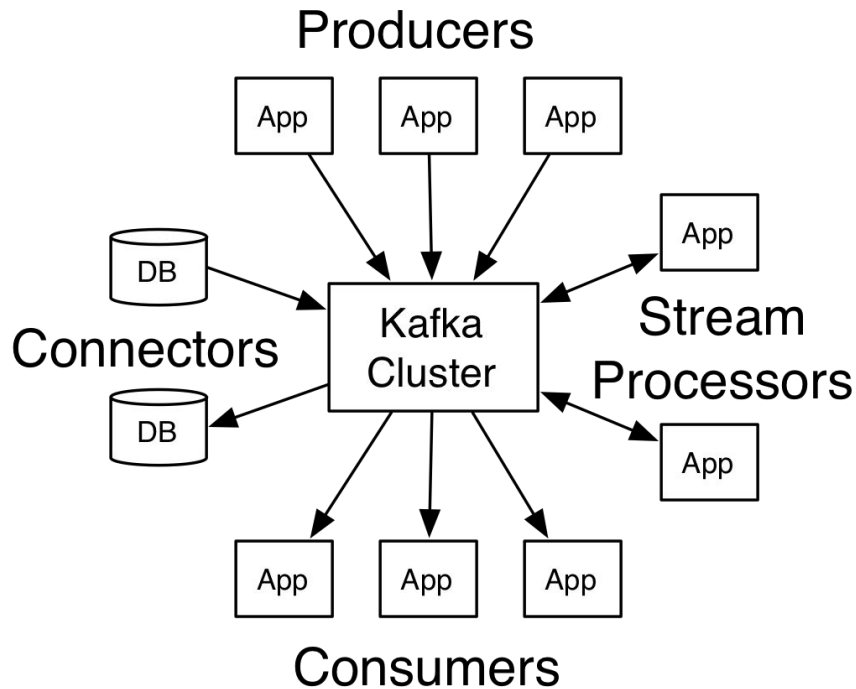 Producers
App
App
App
App
DB
Kafka
Cluster
Stream
Processors
Connectors
DB
App
App
App
App
Consumers